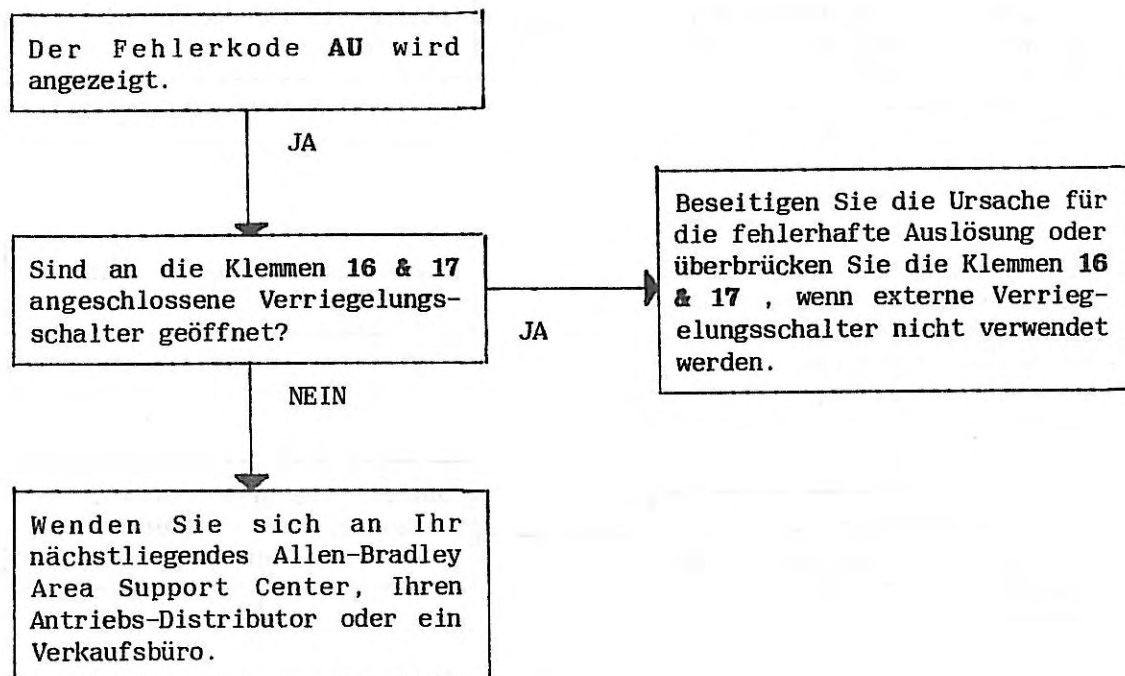 Der Fehlerkode AU wird
angezeigt.
JA
Sind an die Klemmen 16 & 17
angeschlossene Verriegelungs-
schalter geöffnet?
JA
Beseitigen Sie die Ursache für
die fehlerhafte Auslösung oder
überbrücken Sie die Klemmen 16
& 17 , wenn externe Verrieg-
elungsschalter nicht verwendet
werden.
NEIN
Wenden Sie sich an Ihr
nächstliegendes Allen-Bradley
Area Support Center, Ihren
Antriebs-Distributor oder ein
Verkaufsbüro.